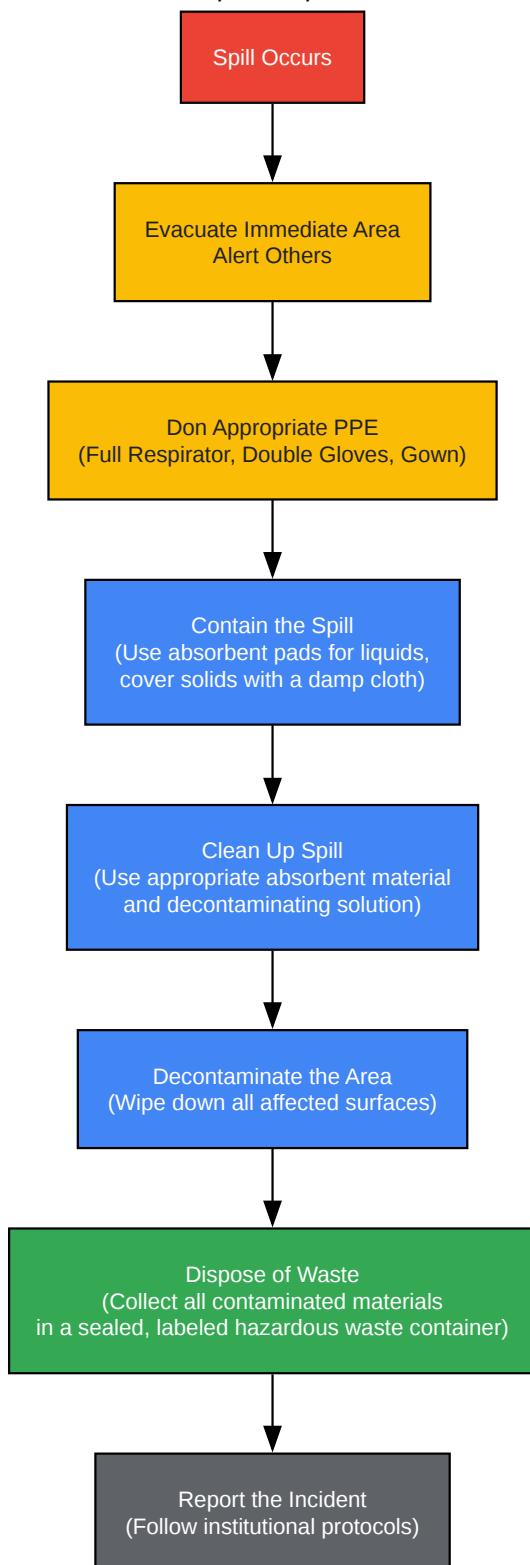 Spill Occurs
Evacuate Immediate Area
Alert Others
Don Appropriate PPE
(Full Respirator, Double Gloves, Gown)
Contain the Spill
(Use absorbent pads for liquids,
cover solids with a damp cloth)
Clean Up Spill
(Use appropriate absorbent material
and decontaminating solution)
Decontaminate the Area
(Wipe down all affected surfaces)
Dispose of Waste
(Collect all contaminated materials
in a sealed, labeled hazardous waste container)
Report the Incident
(Follow institutional protocols)